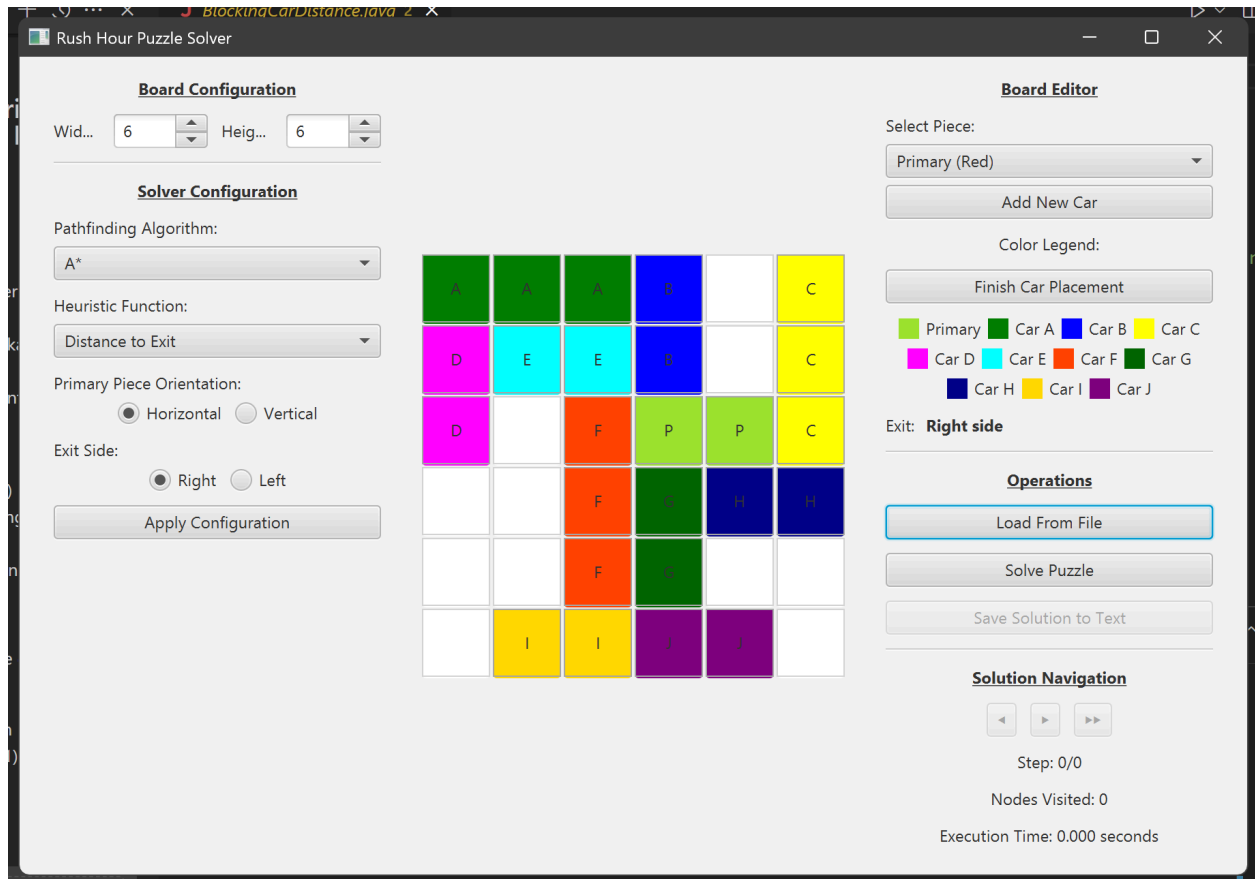 BlockingCarDistance.java 2
Rush Hour Puzzle Solver
Board Configuration
Wid... 6 Heig... 6
Solver Configuration
Pathfinding Algorithm:
A*
Heuristic Function:
Distance to Exit
Primary Piece Orientation:
Horizontal Vertical
Exit Side:
Right Left
Apply Configuration
A A A B C
D E E B C
D F P P C
F G H H
F G
I I J J
Board Editor
Select Piece:
Primary (Red)
Add New Car
Color Legend:
Finish Car Placement
Primary Car A Car B Car C
Car D Car E Car F Car G
Car H Car I Car J
Exit: Right side
Operations
Load From File
Solve Puzzle
Save Solution to Text
Solution Navigation
Step: 0/0
Nodes Visited: 0
Execution Time: 0.000 seconds